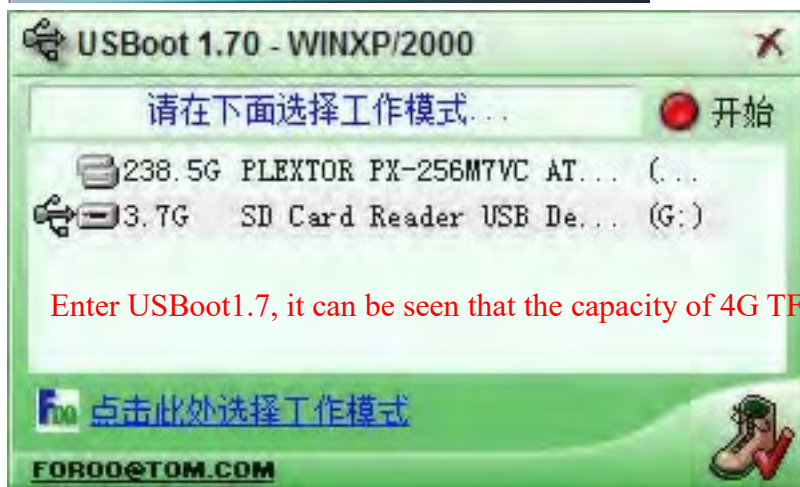 USBoot 1.70 - WINXP/2000
请在下面选择工作模式...
开始
238.5G PLEXTOR PX-256M7VC AT... (...
3.7G SD Card Reader USB De... (G:)
Enter USBoot1.7, it can be seen that the capacity of 4G TF
点击此处选择工作模式
FOROO@TOM.COM